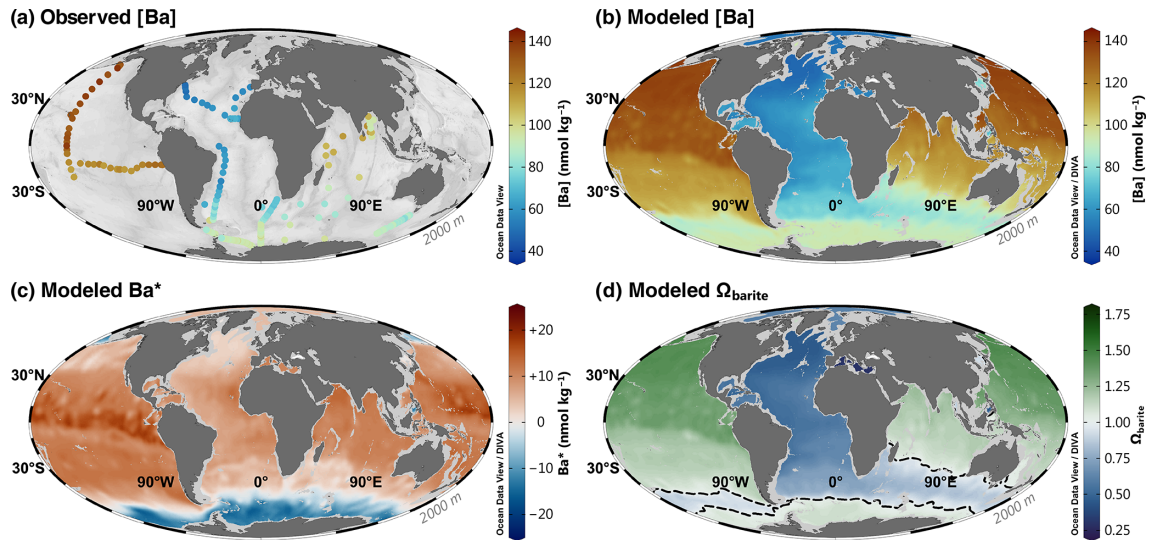 (a) Observed [Ba]
30°N
30°S
90°W
0°
90°E
2000 m
Ocean Data View
140
120
100
80
60
40
[Ba] (nmol kg⁻¹)
(b) Modeled [Ba]
30°N
30°S
90°W
0°
90°E
2000 m
Ocean Data View / DIVA
140
120
100
80
60
40
[Ba] (nmol kg⁻¹)
(c) Modeled Ba*
30°N
30°S
90°W
0°
90°E
2000 m
Ocean Data View / DIVA
+20
+10
0
−10
−20
Ba* (nmol kg⁻¹)
(d) Modeled Ωbarite
30°N
30°S
90°W
0°
90°E
2000 m
Ocean Data View / DIVA
1.75
1.50
1.25
1.00
0.75
0.50
0.25
Ωbarite